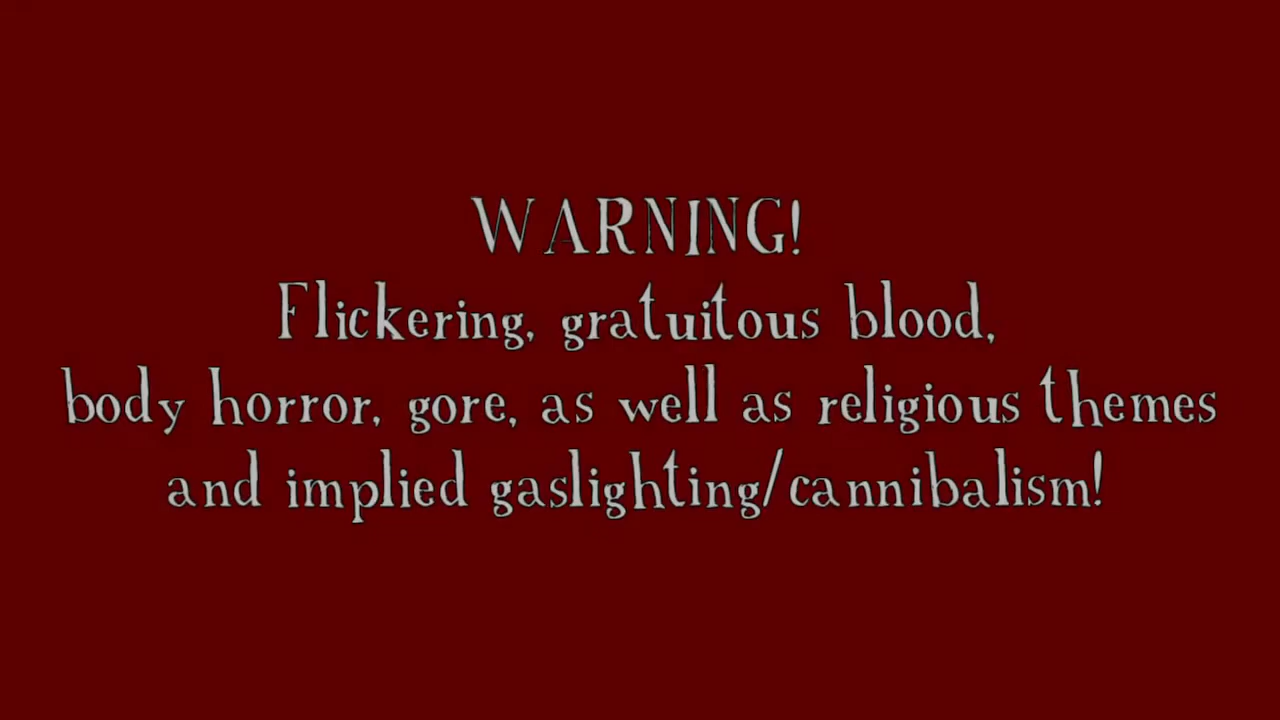 WARNING!
Flickering, gratuitous blood,
body horror, gore, as well as religious themes
and implied gaslighting/cannibalism!